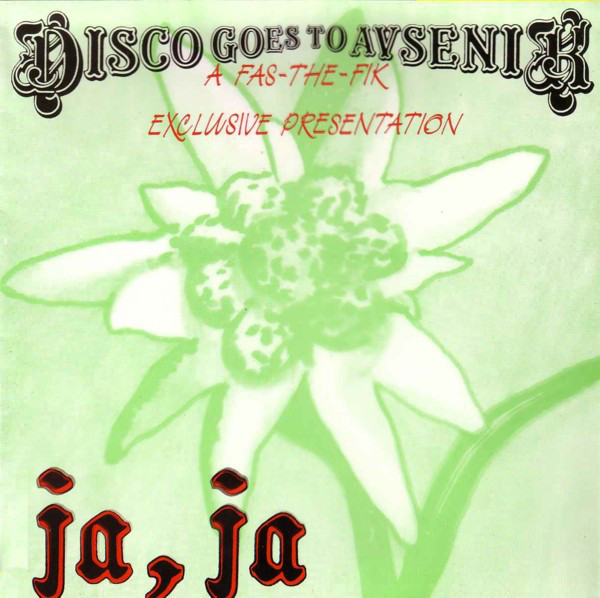 DISCO GOES TO AVSENIK
A FAS-THE-FIK
EXCLUSIVE PRESENTATION
ja, ja